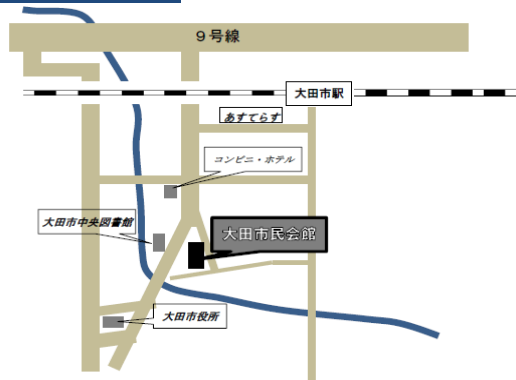 9号線
大田市駅
あすてらす
コンビニ・ホテル
大田市中央図書館
大田市民会館
大田市役所